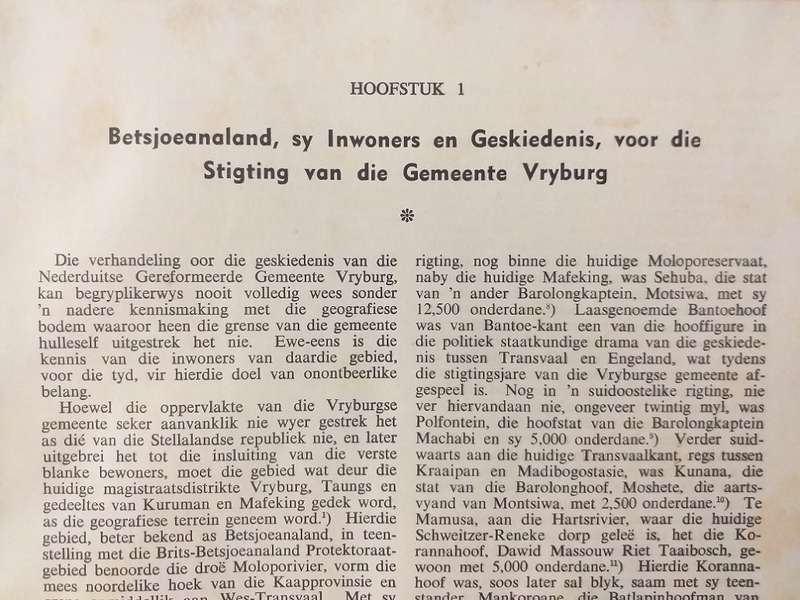 HOOFSTUK 1
Betsjoeanaland, sy Inwoners en Geskiedenis, voor die
Stigting van die Gemeente Vryburg
Die verhandeling oor die geskiedenis van die
Nederduitse Gereformeerde Gemeente Vryburg,
kan begryplikerwys nooit volledig wees sonder
'n nadere kennismaking met die geografiese
bodem waaroor heen die grense van die gemeente
hulleself uitgestrek het nie. Ewe-eens is die
kennis van die inwoners van daardie gebied,
voor die tyd, vir hierdie doel van onontbeerlike
belang.
Hoewel die oppervlakte van die Vryburgse
gemeente seker aanvanklik nie wyer gestrek het
as dié van die Stellalandse republiek nie, en later
uitgebrei het tot die insluiting van die verste
blanke bewoners, moet die gebied wat deur die
huidige magistraatsdistrikte Vryburg, Taungs en
gedeeltes van Kuruman en Mafeking gedek word,
as die geografiese terrein geneem word.¹) Hierdie
gebied, beter bekend as Betsjoeanaland, in teen-
stelling met die Brits-Betsjoeanaland Protektoraat-
gebied benoorde die droë Moloporivier, vorm die
mees noordelike hoek van die Kaapprovinsie en
aan Wes-Transvaal. Met sy
rigting, nog binne die huidige Moloporeservaat,
naby die huidige Mafeking, was Sehuba, die stat
van 'n ander Barolongkaptein, Motsiwa, met sy
12,500 onderdane.⁸) Laasgenoemde Bantoehoof
was van Bantoe-kant een van die hooffigure in
die politiek staatkundige drama van die geskiede-
nis tussen Transvaal en Engeland, wat tydens
die stigtingsjare van die Vryburgse gemeente af-
gespeel is. Nog in 'n suidoostelike rigting, nie
ver hiervandaan nie, ongeveer twintig myl, was
Polfontein, die hoofstat van die Barolongkaptein
Machabi en sy 5,000 onderdane.⁹) Verder suid-
waarts aan die huidige Transvaalkant, regs tussen
Kraaipan en Madibogostasie, was Kunana, die
stat van die Barolonghoof, Moshete, die aarts-
vyand van Montsiwa, met 2,500 onderdane.¹⁰) Te
Mamusa, aan die Hartsrivier, waar die huidige
Schweitzer-Reneke dorp geleë is, het die Ko-
rannahoof, Dawid Massouw Riet Taaibosch, ge-
woon met 5,000 onderdane.¹¹) Hierdie Koranna-
hoof was, soos later sal blyk, saam met sy teen-
stander, Mankoroane, die Batlapinhoofman van